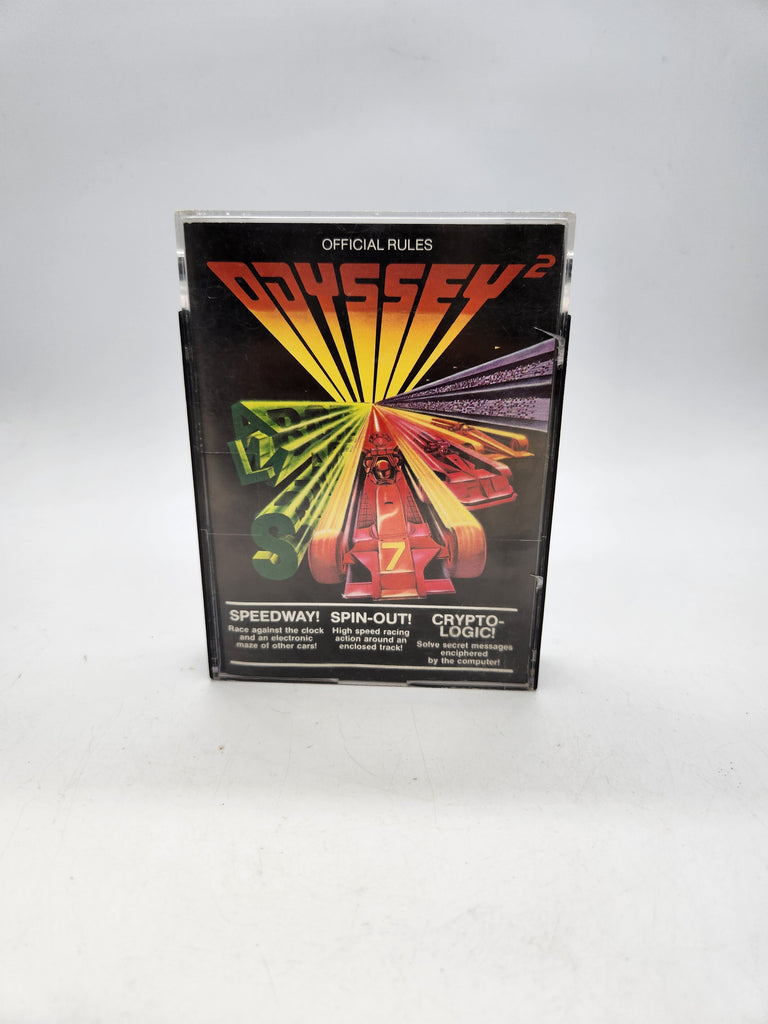 OFFICIAL RULES
ODYSSEY²
7
SPEEDWAY!
Race against the clock
and an electronic
maze of other cars!
SPIN-OUT!
High speed racing
action around an
enclosed track!
CRYPTO-
LOGIC!
Solve secret messages
enciphered
by the computer!